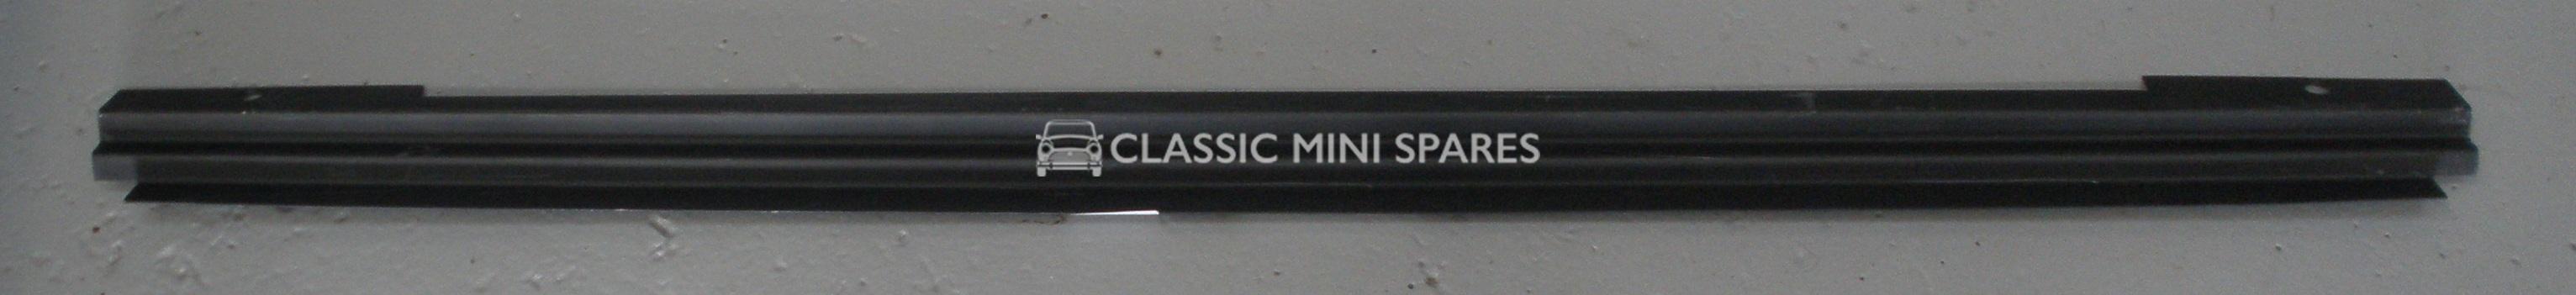 CLASSIC MINI SPARES